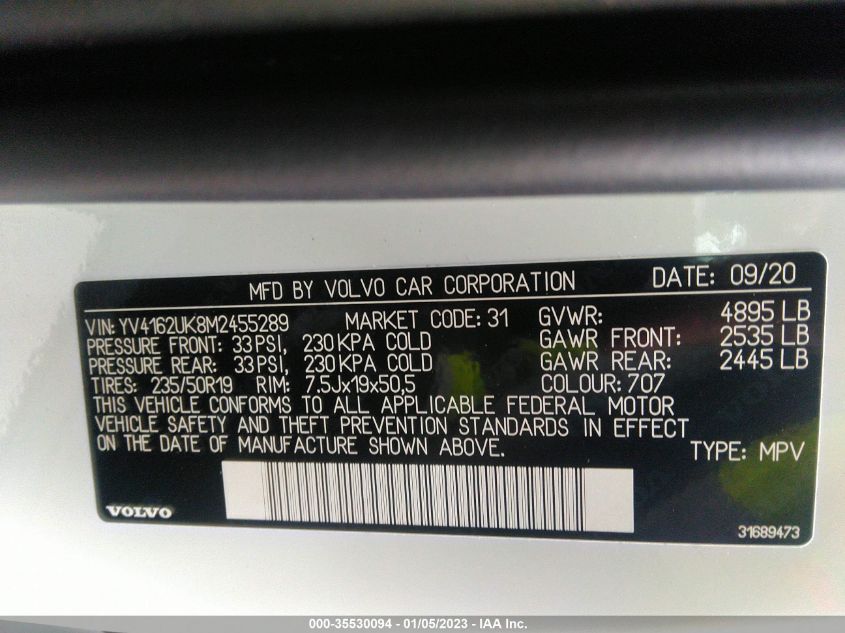 MFD BY VOLVO CAR CORPORATION DATE: 09/20
VIN: YV4162UK8M2455289 MARKET CODE: 31 GVWR: 4895 LB
PRESSURE FRONT: 33PSI, 230KPA COLD GAWR FRONT: 2535 LB
PRESSURE REAR: 33PSI, 230KPA COLD GAWR REAR: 2445 LB
TIRES: 235/50R19 RIM: 7.5Jx19x50,5 COLOUR: 707
THIS VEHICLE CONFORMS TO ALL APPLICABLE FEDERAL MOTOR
VEHICLE SAFETY AND THEFT PREVENTION STANDARDS IN EFFECT
ON THE DATE OF MANUFACTURE SHOWN ABOVE. TYPE: MPV
VOLVO
31689473
000-35530094 - 01/05/2023 - IAA Inc.